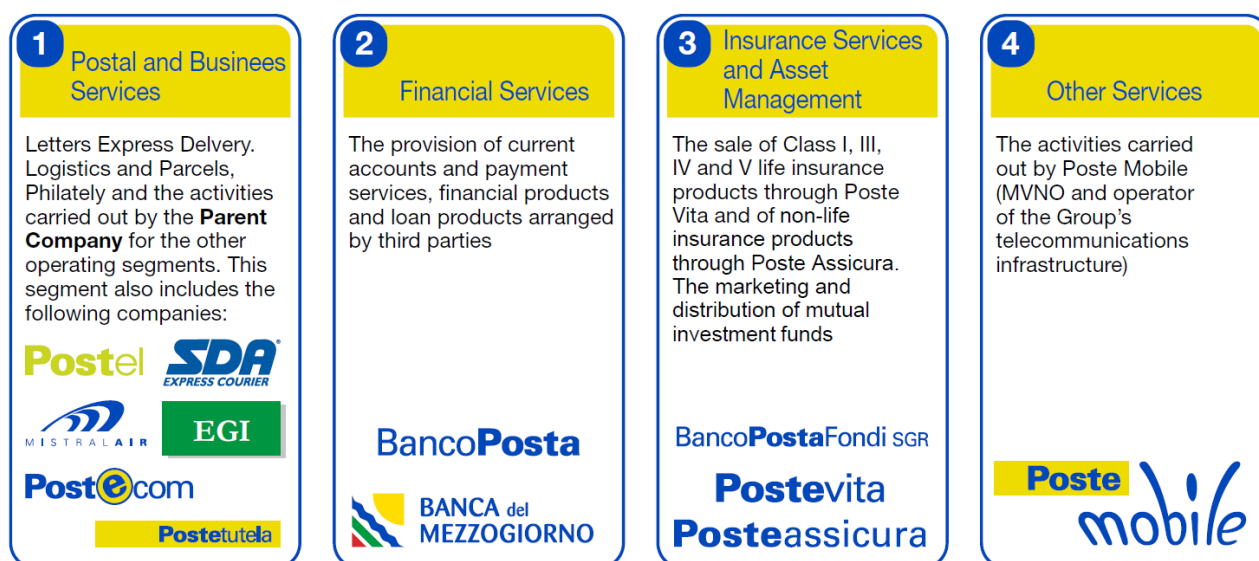 1
Postal and Businees
Services
Letters Express Delvery.
Logistics and Parcels,
Philately and the activities
carried out by the Parent
Company for the other
operating segments. This
segment also includes the
following companies:
Postel
SDA
EXPRESS COURIER
MISTRALAIR
EGI
Postecom
Postetutela
2
Financial Services
The provision of current
accounts and payment
services, financial products
and loan products arranged
by third parties
BancoPosta
BANCA del
MEZZOGIORNO
3
Insurance Services
and Asset
Management
The sale of Class I, III,
IV and V life insurance
products through Poste
Vita and of non-life
insurance products
through Poste Assicura.
The marketing and
distribution of mutual
investment funds
BancoPostaFondi SGR
Postevita
Posteassicura
4
Other Services
The activities carried
out by Poste Mobile
(MVNO and operator
of the Group's
telecommunications
infrastructure)
Poste
mobile